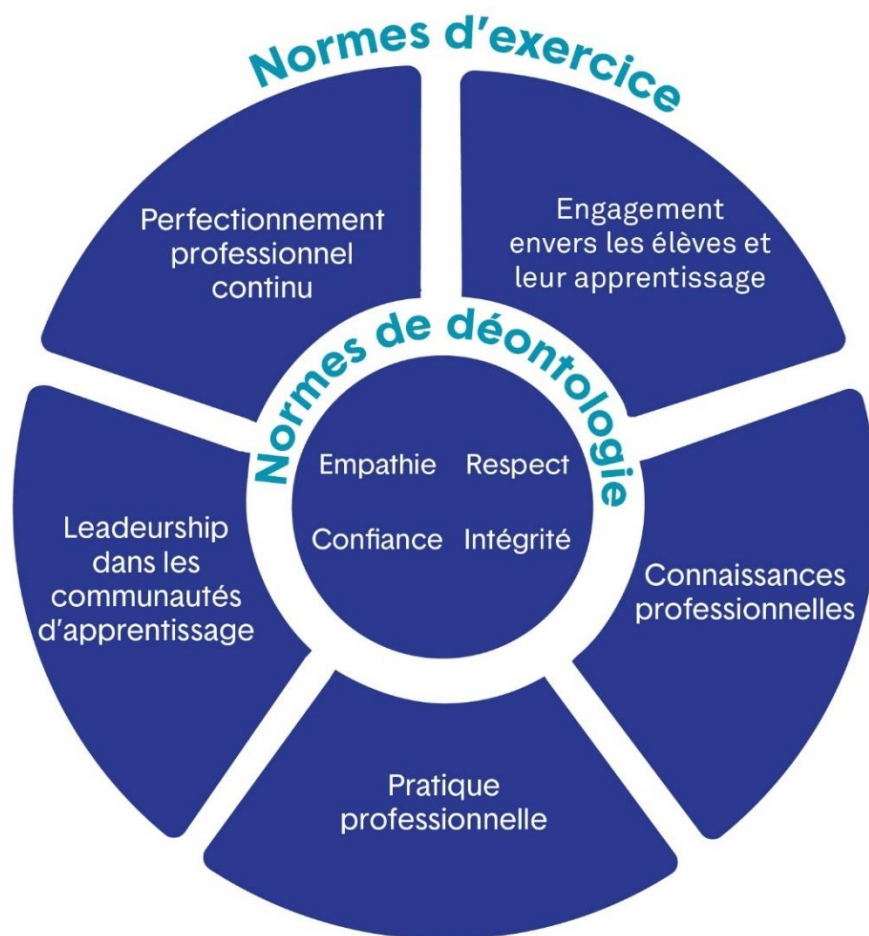 Normes d'exercice
Perfectionnement
professionnel
continu
Engagement
envers les élèves et
leur apprentissage
Normes de déontologie
Empathie Respect
Confiance Intégrité
Leadeurship
dans les
communautés
d'apprentissage
Connaissances
professionnelles
Pratique
professionnelle